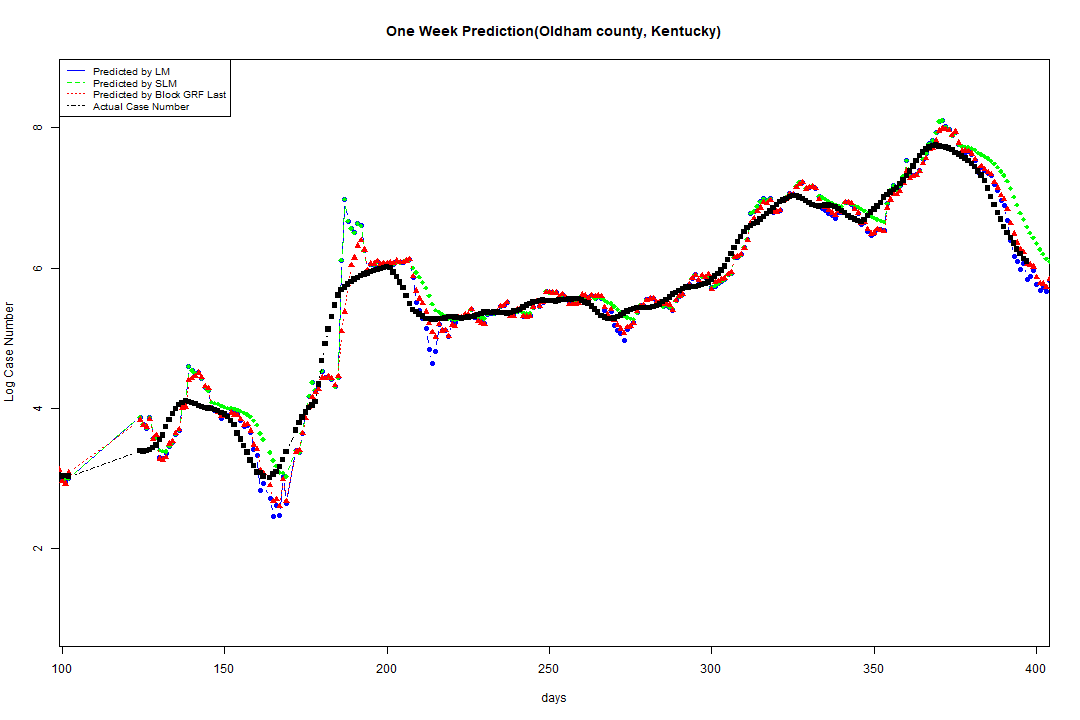 One Week Prediction(Oldham county, Kentucky)
Predicted by LM
Predicted by SLM
Predicted by Block GRF Last
Actual Case Number
8
6
4
2
Log Case Number
100 150 200 250 300 350 400
days